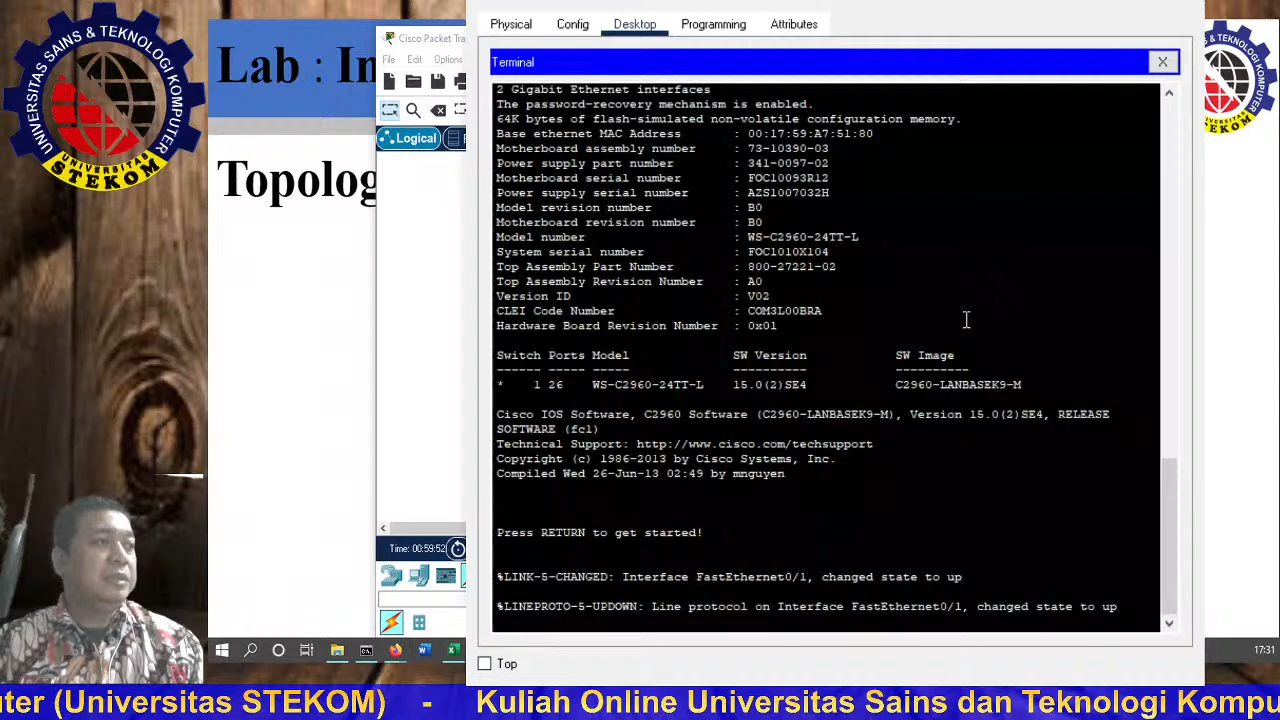 UNIVERSITAS SAINS & TEKNOLOGI KOMPUTER
UNIVERSITAS
STEKOM
Lab : In
Topolog
Cisco Packet Tra
File Edit Options
Logical
Time: 00:59:52
Physical Config Desktop Programming Attributes
Terminal
2 Gigabit Ethernet interfaces
The password-recovery mechanism is enabled.
64K bytes of flash-simulated non-volatile configuration memory.
Base ethernet MAC Address : 00:17:59:A7:51:80
Motherboard assembly number : 73-10390-03
Power supply part number : 341-0097-02
Motherboard serial number : FOC10093R12
Power supply serial number : AZS1007032H
Model revision number : B0
Motherboard revision number : B0
Model number : WS-C2960-24TT-L
System serial number : FOC1010X104
Top Assembly Part Number : 800-27221-02
Top Assembly Revision Number : A0
Version ID : V02
CLEI Code Number : COM3L00BRA
Hardware Board Revision Number : 0x01
Switch Ports Model SW Version SW Image
------ ----- ----- ---------- ----------
* 1 26 WS-C2960-24TT-L 15.0(2)SE4 C2960-LANBASEK9-M
Cisco IOS Software, C2960 Software (C2960-LANBASEK9-M), Version 15.0(2)SE4, RELEASE
SOFTWARE (fc1)
Technical Support: http://www.cisco.com/techsupport
Copyright (c) 1986-2013 by Cisco Systems, Inc.
Compiled Wed 26-Jun-13 02:49 by mnguyen
Press RETURN to get started!
%LINK-5-CHANGED: Interface FastEthernet0/1, changed state to up
%LINEPROTO-5-UPDOWN: Line protocol on Interface FastEthernet0/1, changed state to up
Top
17:31
uter (Universitas STEKOM) - Kuliah Online Universitas Sains dan Teknologi Kompu